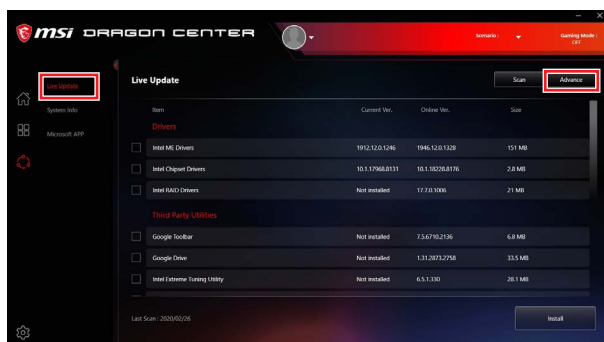 msi DRAGON CENTER
Scenario :
Gaming Mode :
OFF
Live Update
System Info
Microsoft APP
Live Update
Scan
Advance
Item Current Ver. Online Ver. Size
Drivers
Intel ME Drivers 1912.12.0.1246 1946.12.0.1328 151 MB
Intel Chipset Drivers 10.1.17968.8131 10.1.18228.8176 2.8 MB
Intel RAID Drivers Not installed 17.7.0.1006 21 MB
Third Party Utilities
Google Toolbar Not installed 7.5.6710.2136 6.8 MB
Google Drive Not installed 1.31.2873.2758 33.5 MB
Intel Extreme Tuning Utility Not installed 6.5.1.330 28.1 MB
Last Scan : 2020/02/26
Install